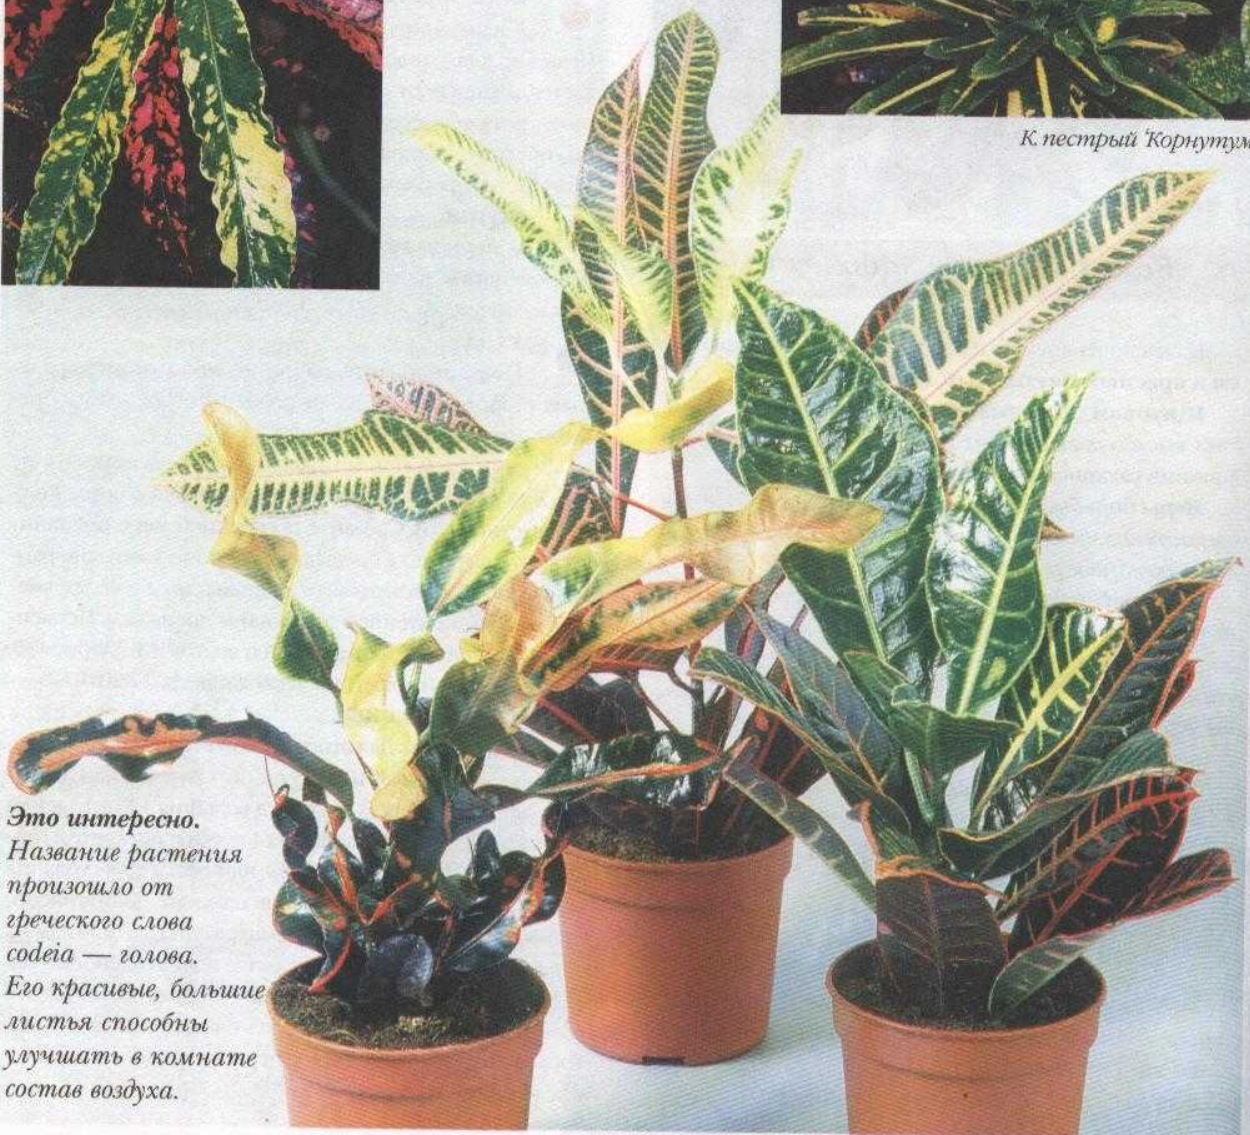 К. пестрый 'Корнутум
Это интересно.
Название растения
произошло от
греческого слова
codeia — голова.
Его красивые, большие
листья способны
улучшать в комнате
состав воздуха.